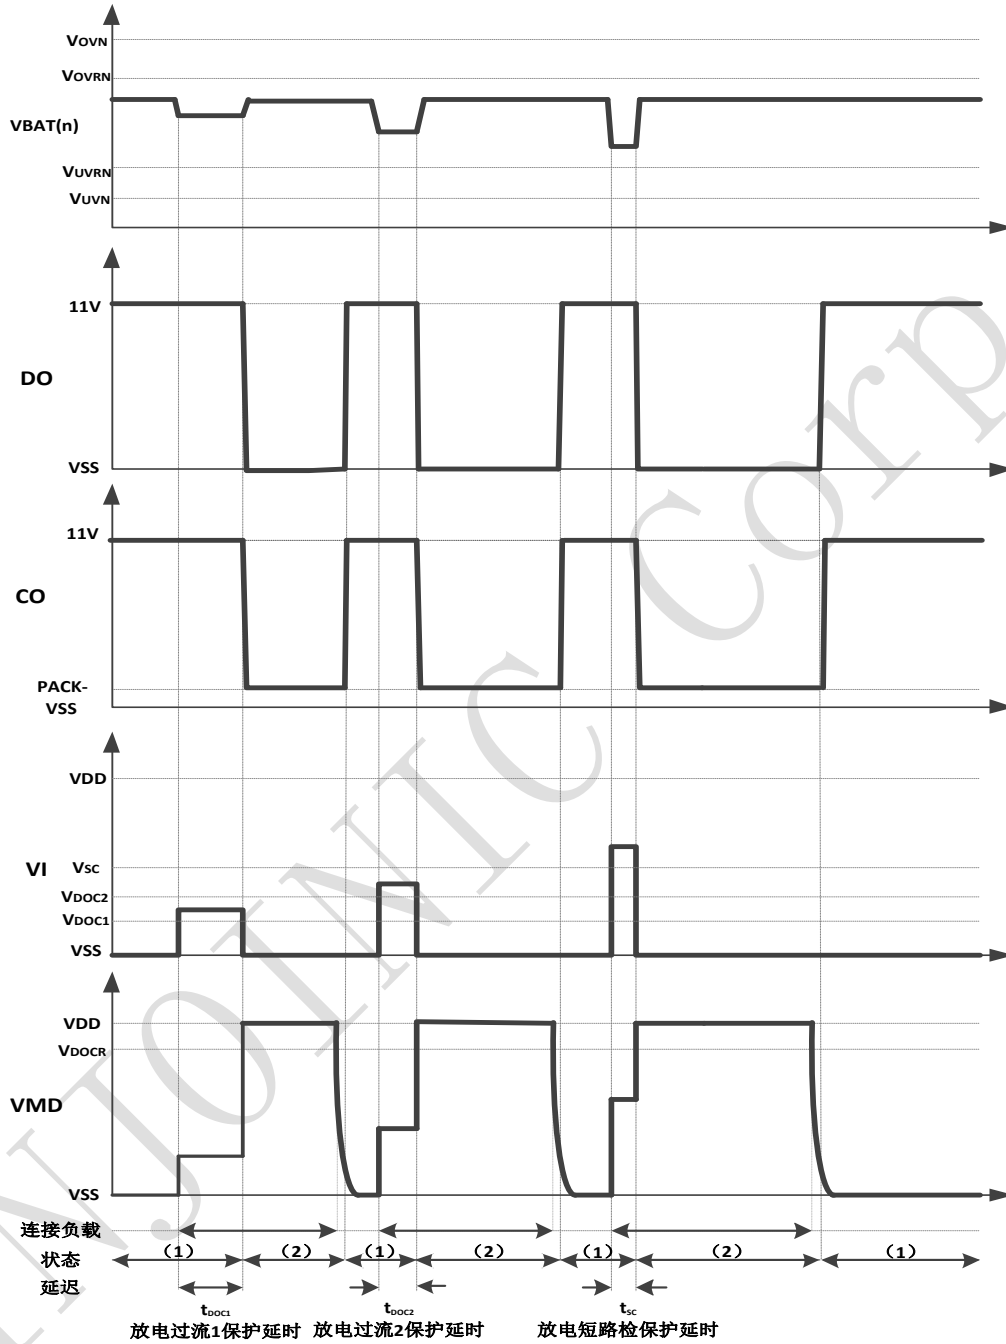 VOVN
VOVRN
VBAT(n)
VUVRN
VUVN
11V
DO
VSS
11V
CO
PACK-
VSS
VDD
VI
VSC
VDOC2
VDOC1
VSS
VDD
VDOCR
VMD
VSS
连接负载
状态 （1） （2） （1） （2） （1） （2） （1）
延迟
tDOC1 tDOC2 tSC
放电过流1保护延时 放电过流2保护延时 放电短路检保护延时
NJOINIC Corp